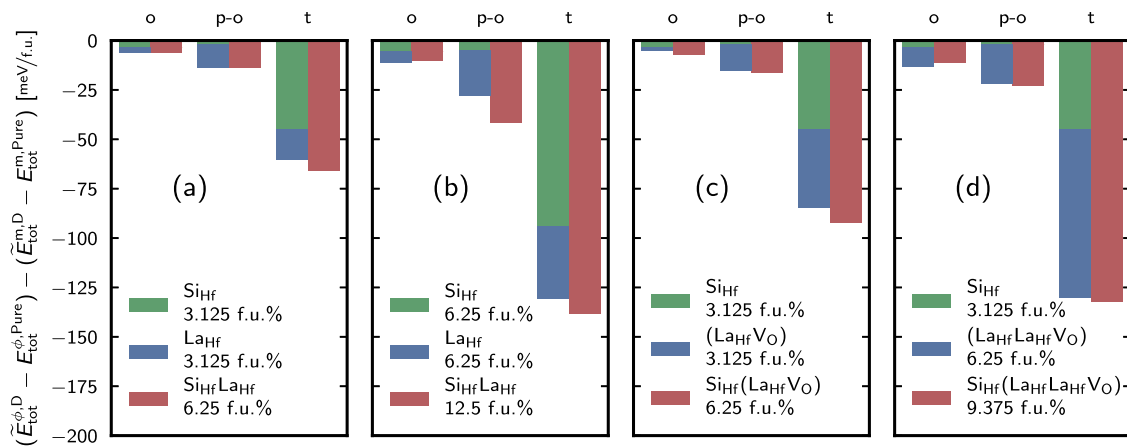 o p-o t o p-o t o p-o t o p-o t
(Ẽ^{ϕ,D}_{tot} − E^{ϕ,Pure}_{tot}) − (Ẽ^{m,D}_{tot} − E^{m,Pure}_{tot}) [meV/f.u.]
0
−25
−50
−75
−100
−125
−150
−175
−200
(a)
Si_{Hf}
3.125 f.u.%
La_{Hf}
3.125 f.u.%
Si_{Hf}La_{Hf}
6.25 f.u.%
(b)
Si_{Hf}
6.25 f.u.%
La_{Hf}
6.25 f.u.%
Si_{Hf}La_{Hf}
12.5 f.u.%
(c)
Si_{Hf}
3.125 f.u.%
(La_{Hf}V_O)
3.125 f.u.%
Si_{Hf}(La_{Hf}V_O)
6.25 f.u.%
(d)
Si_{Hf}
3.125 f.u.%
(La_{Hf}La_{Hf}V_O)
6.25 f.u.%
Si_{Hf}(La_{Hf}La_{Hf}V_O)
9.375 f.u.%